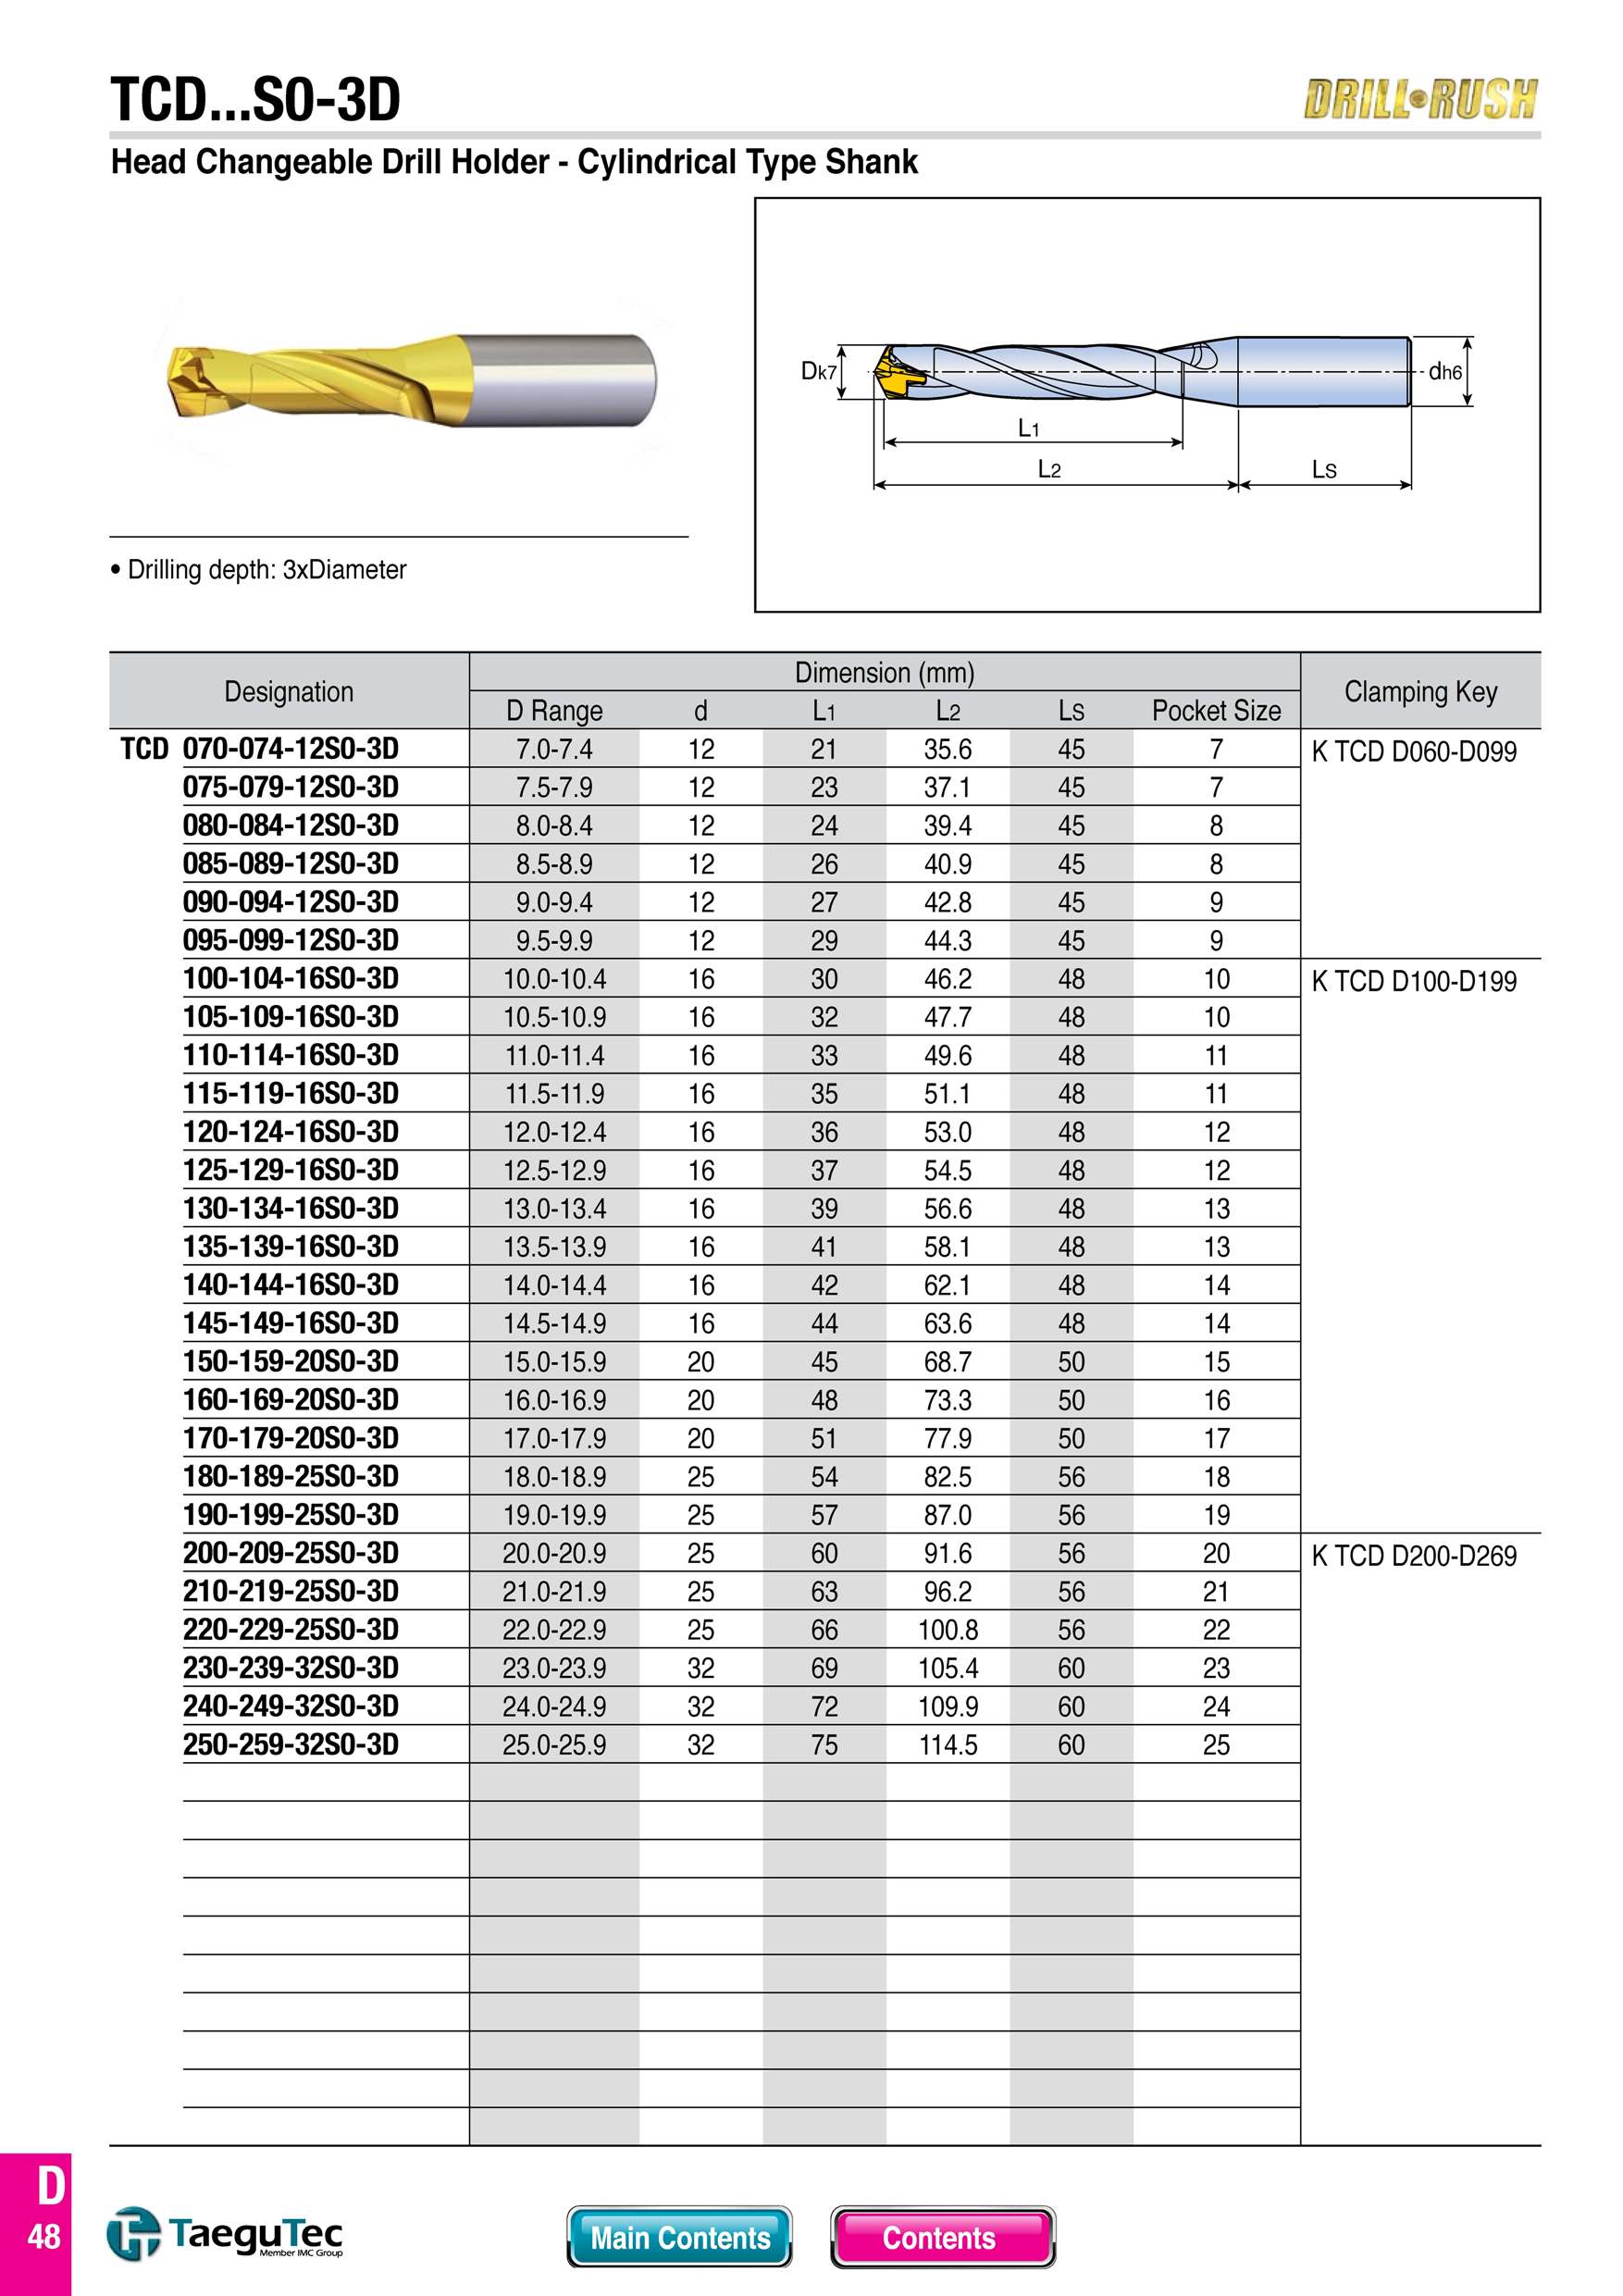 TCD...S0-3D
DRILL•RUSH
Head Changeable Drill Holder - Cylindrical Type Shank
Dk7
dh6
L1
L2
LS
• Drilling depth: 3xDiameter
Designation Dimension (mm) Clamping Key
D Range d L1 L2 LS Pocket Size
TCD 070-074-12S0-3D 7.0-7.4 12 21 35.6 45 7 K TCD D060-D099
075-079-12S0-3D 7.5-7.9 12 23 37.1 45 7
080-084-12S0-3D 8.0-8.4 12 24 39.4 45 8
085-089-12S0-3D 8.5-8.9 12 26 40.9 45 8
090-094-12S0-3D 9.0-9.4 12 27 42.8 45 9
095-099-12S0-3D 9.5-9.9 12 29 44.3 45 9
100-104-16S0-3D 10.0-10.4 16 30 46.2 48 10 K TCD D100-D199
105-109-16S0-3D 10.5-10.9 16 32 47.7 48 10
110-114-16S0-3D 11.0-11.4 16 33 49.6 48 11
115-119-16S0-3D 11.5-11.9 16 35 51.1 48 11
120-124-16S0-3D 12.0-12.4 16 36 53.0 48 12
125-129-16S0-3D 12.5-12.9 16 37 54.5 48 12
130-134-16S0-3D 13.0-13.4 16 39 56.6 48 13
135-139-16S0-3D 13.5-13.9 16 41 58.1 48 13
140-144-16S0-3D 14.0-14.4 16 42 62.1 48 14
145-149-16S0-3D 14.5-14.9 16 44 63.6 48 14
150-159-20S0-3D 15.0-15.9 20 45 68.7 50 15
160-169-20S0-3D 16.0-16.9 20 48 73.3 50 16
170-179-20S0-3D 17.0-17.9 20 51 77.9 50 17
180-189-25S0-3D 18.0-18.9 25 54 82.5 56 18
190-199-25S0-3D 19.0-19.9 25 57 87.0 56 19
200-209-25S0-3D 20.0-20.9 25 60 91.6 56 20 K TCD D200-D269
210-219-25S0-3D 21.0-21.9 25 63 96.2 56 21
220-229-25S0-3D 22.0-22.9 25 66 100.8 56 22
230-239-32S0-3D 23.0-23.9 32 69 105.4 60 23
240-249-32S0-3D 24.0-24.9 32 72 109.9 60 24
250-259-32S0-3D 25.0-25.9 32 75 114.5 60 25
D
48
TaeguTec
Member IMC Group
Main Contents
Contents